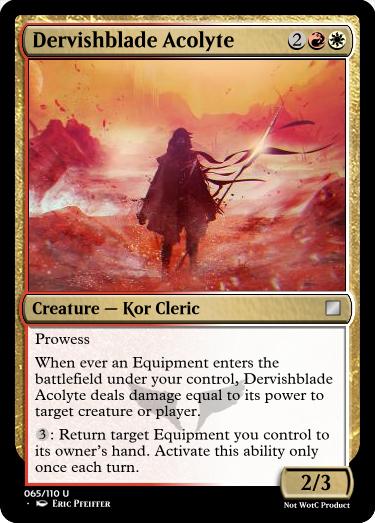 Dervishblade Acolyte 2
Creature — Kor Cleric
Prowess
When ever an Equipment enters the
battlefield under your control, Dervishblade
Acolyte deals damage equal to its power to
target creature or player.
3: Return target Equipment you control to
its owner's hand. Activate this ability only
once each turn.
2/3
065/110 U
Eric Pfeiffer
Not WotC Product